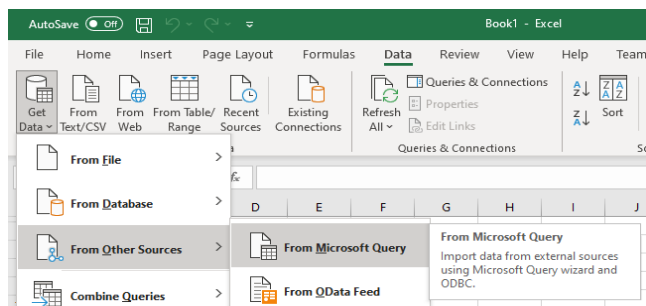 AutoSave Off Book1 - Excel
File Home Insert Page Layout Formulas Data Review View Help Team
Get Data
From Text/CSV
From Web
From Table/ Range
Recent Sources
Existing Connections
Refresh All
Queries & Connections
Properties
Edit Links
Sort
Queries & Connections
From File
From Database
From Other Sources
Combine Queries
fx
D E F G H I J
From Microsoft Query
From OData Feed
From Microsoft Query
Import data from external sources
using Microsoft Query wizard and
ODBC.